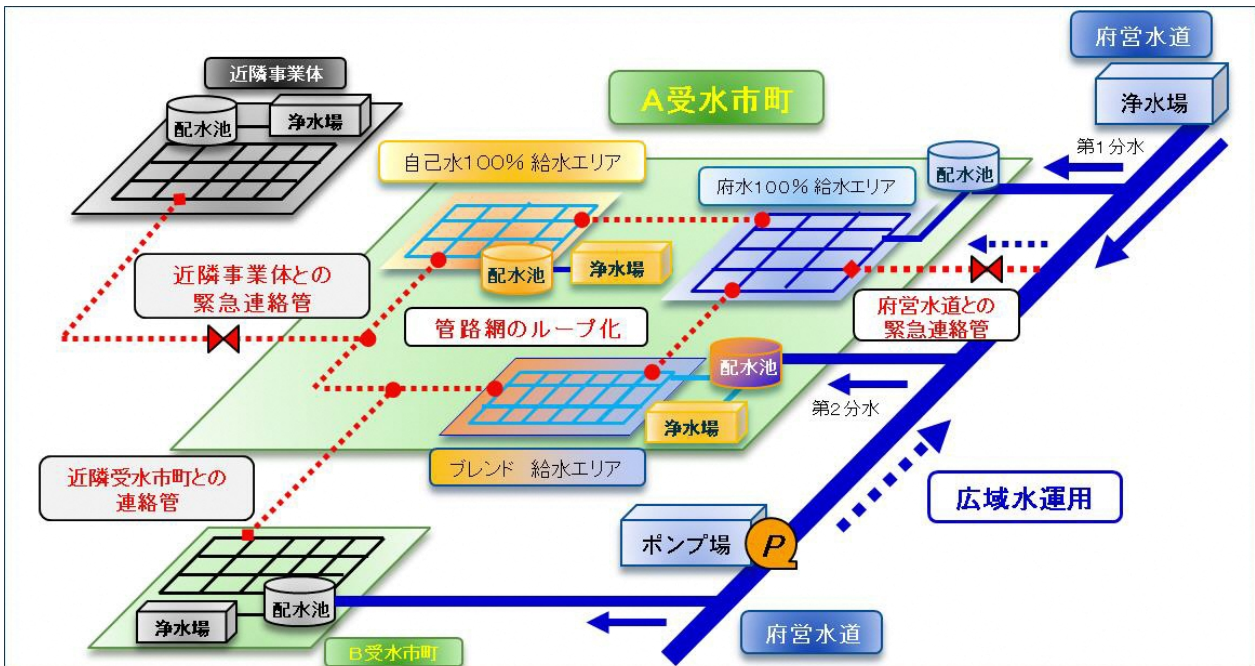 府営水道
浄水場
近隣事業体
配水池
浄水場
A受水市町
第1分水
配水池
自己水100% 給水エリア
府水100% 給水エリア
配水池
浄水場
近隣事業体との
緊急連絡管
府営水道との
緊急連絡管
管路網のループ化
配水池
第2分水
浄水場
ブレンド 給水エリア
近隣受水市町との
連絡管
広域水運用
ポンプ場
P
配水池
浄水場
府営水道
B受水市町